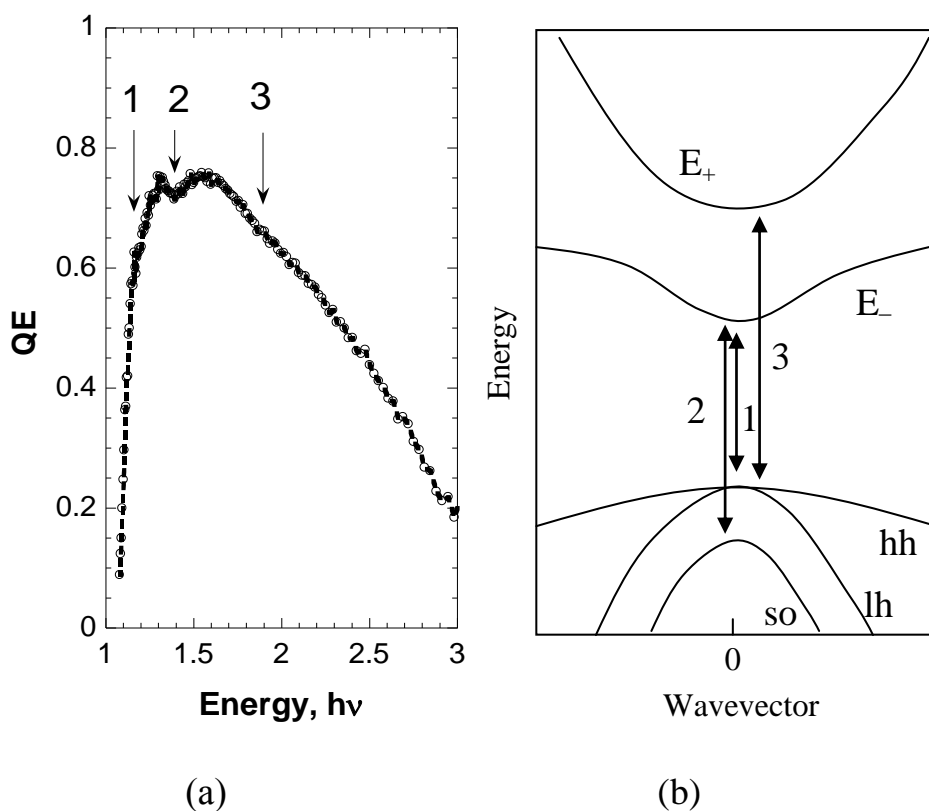 1
0.8
0.6
0.4
0.2
0
QE
1 2 3
1 1.5 2 2.5 3
Energy, hν
(a)
Energy
E₊
E₋
3
2
1
hh
lh
so
0
Wavevector
(b)